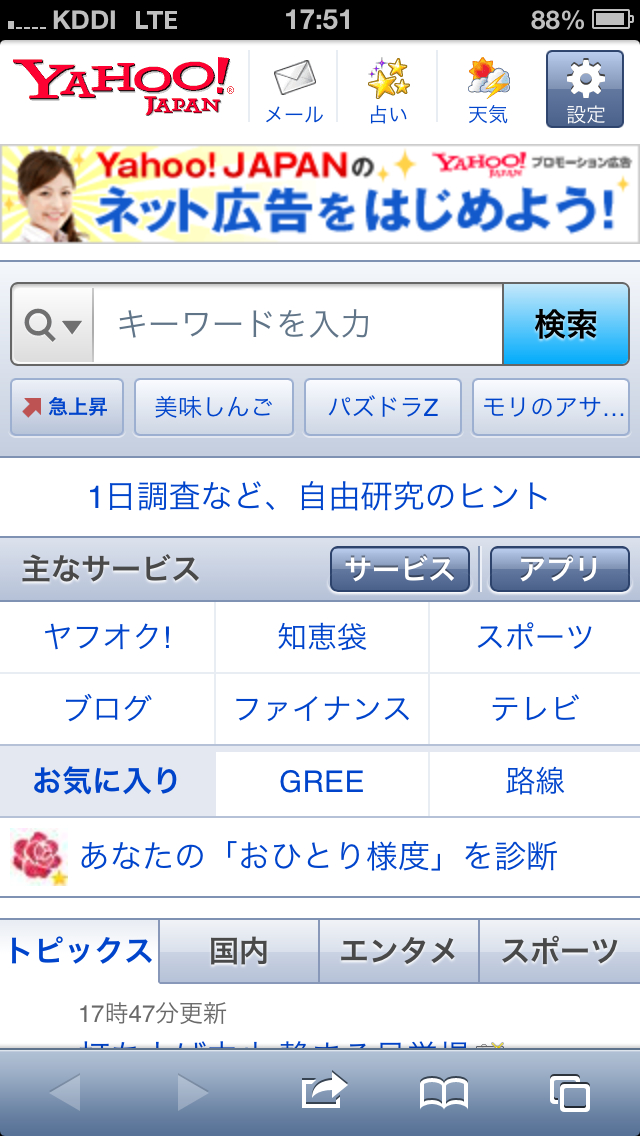 KDDI LTE 17:51 88%
YAHOO! JAPAN
メール 占い 天気 設定
Yahoo! JAPANの YAHOO! JAPAN プロモーション広告
ネット広告をはじめよう!
キーワードを入力 検索
急上昇 美味しんご パズドラZ モリのアサ…
1日調査など、自由研究のヒント
主なサービス サービス アプリ
ヤフオク! 知恵袋 スポーツ
ブログ ファイナンス テレビ
お気に入り GREE 路線
あなたの「おひとり様度」を診断
トピックス 国内 エンタメ スポーツ
17時47分更新